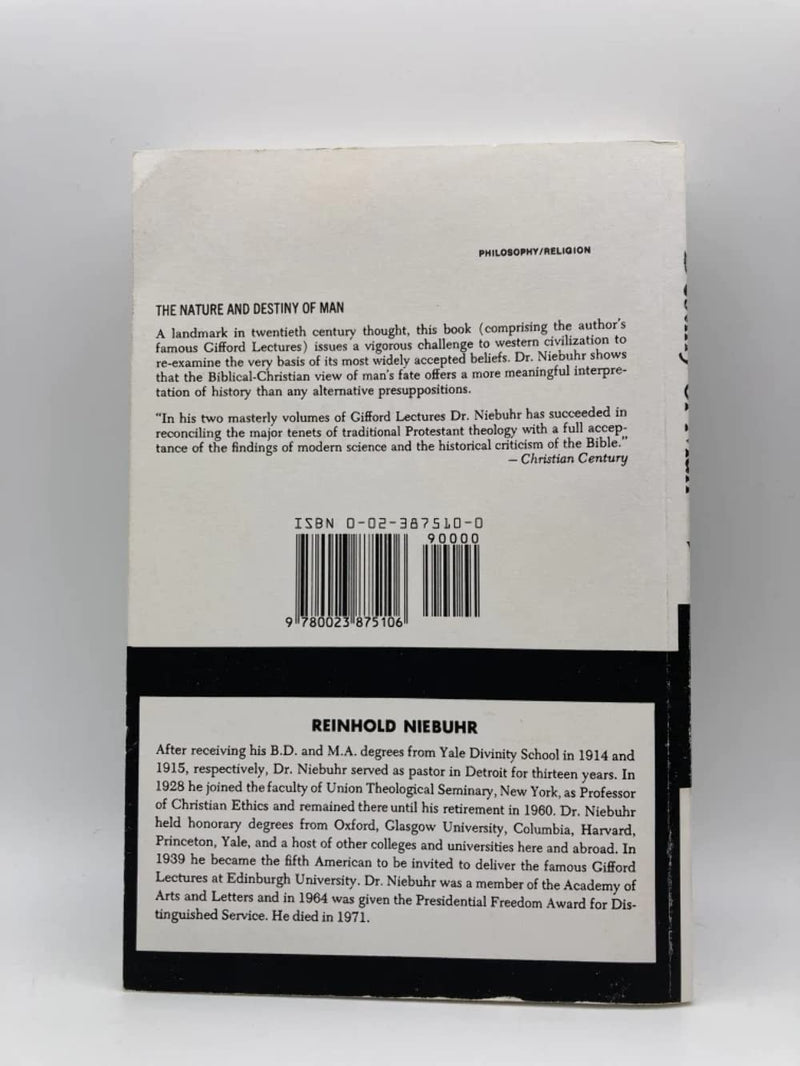 PHILOSOPHY/RELIGION
THE NATURE AND DESTINY OF MAN
A landmark in twentieth century thought, this book (comprising the author's
famous Gifford Lectures) issues a vigorous challenge to western civilization to
re-examine the very basis of its most widely accepted beliefs. Dr. Niebuhr shows
that the Biblical-Christian view of man's fate offers a more meaningful interpre-
tation of history than any alternative presuppositions.
"In his two masterly volumes of Gifford Lectures Dr. Niebuhr has succeeded in
reconciling the major tenets of traditional Protestant theology with a full accep-
tance of the findings of modern science and the historical criticism of the Bible."
— Christian Century
ISBN 0-02-387510-0
90000
9 780023 875106
REINHOLD NIEBUHR
After receiving his B.D. and M.A. degrees from Yale Divinity School in 1914 and
1915, respectively, Dr. Niebuhr served as pastor in Detroit for thirteen years. In
1928 he joined the faculty of Union Theological Seminary, New York, as Professor
of Christian Ethics and remained there until his retirement in 1960. Dr. Niebuhr
held honorary degrees from Oxford, Glasgow University, Columbia, Harvard,
Princeton, Yale, and a host of other colleges and universities here and abroad. In
1939 he became the fifth American to be invited to deliver the famous Gifford
Lectures at Edinburgh University. Dr. Niebuhr was a member of the Academy of
Arts and Letters and in 1964 was given the Presidential Freedom Award for Dis-
tinguished Service. He died in 1971.